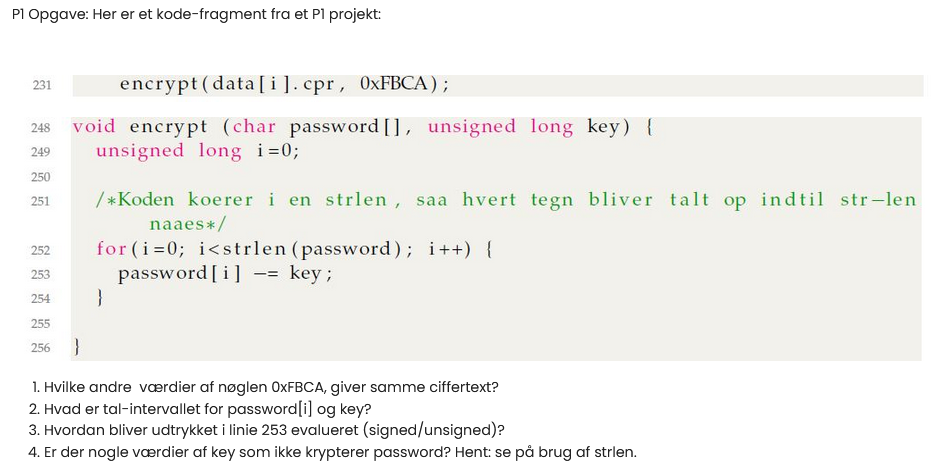 P1 Opgave: Her er et kode-fragment fra et P1 projekt:
231 encrypt(data[i].cpr, 0xFBCA);
248 void encrypt (char password[], unsigned long key) {
249 unsigned long i=0;
250
251 /*Koden koerer i en strlen, saa hvert tegn bliver talt op indtil str-len
naaes*/
252 for(i=0; i<strlen(password); i++) {
253 password[i] -= key;
254 }
255
256 }
1. Hvilke andre værdier af nøglen 0xFBCA, giver samme ciffertext?
2. Hvad er tal-intervallet for password[i] og key?
3. Hvordan bliver udtrykket i linie 253 evalueret (signed/unsigned)?
4. Er der nogle værdier af key som ikke krypterer password? Hent: se på brug af strlen.